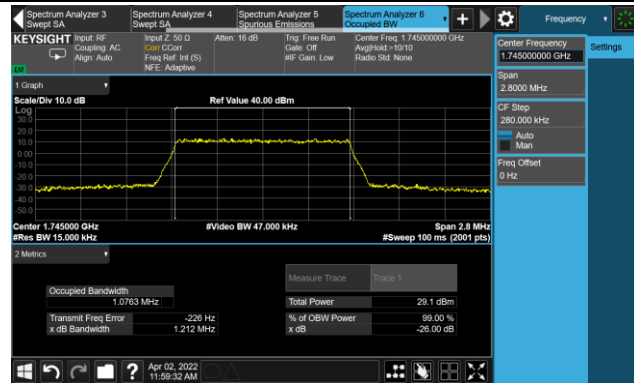 Spectrum Analyzer 3
Swept SA
Spectrum Analyzer 4
Swept SA
Spectrum Analyzer 5
Spurious Emissions
Spectrum Analyzer 6
Occupied BW
Frequency
KEYSIGHT
Input: RF
Coupling: AC
Align: Auto
Input Z: 50 Ω
Corr CCorr
Freq Ref: Int (S)
NFE: Adaptive
Atten: 16 dB
Trig: Free Run
Gate: Off
#IF Gain: Low
Center Freq: 1.745000000 GHz
Avg|Hold:>10/10
Radio Std: None
Center Frequency
1.745000000 GHz
Settings
Span
2.8000 MHz
CF Step
280.000 kHz
Auto
Man
Freq Offset
0 Hz
1 Graph
Scale/Div 10.0 dB
Ref Value 40.00 dBm
Log
30.0
20.0
10.0
0.00
-10.0
-20.0
-30.0
-40.0
-50.0
Center 1.745000 GHz
#Video BW 47.000 kHz
Span 2.8 MHz
#Res BW 15.000 kHz
#Sweep 100 ms (2001 pts)
2 Metrics
Measure Trace
Trace 1
Occupied Bandwidth
1.0763 MHz
Total Power
29.1 dBm
Transmit Freq Error
-226 Hz
% of OBW Power
99.00 %
x dB Bandwidth
1.212 MHz
x dB
-26.00 dB
?
Apr 02, 2022
11:59:32 AM